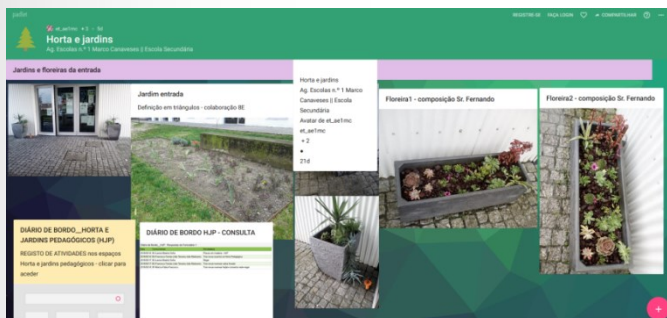 padlet
REGISTRE-SE
FAÇA LOGIN
COMPARTILHAR
et_ae1mc + 2 • 5d
Horta e jardins
Ag. Escolas n.º 1 Marco Canaveses || Escola Secundária
Jardins e floreiras da entrada
Jardim entrada
Definição em triângulos - colaboração BE
Horta e jardins
Ag. Escolas n.º 1 Marco
Canaveses || Escola
Secundária
Avatar de et_ae1mc
+ 2
•
21d
Floreira1 - composição Sr. Fernando
Floreira2 - composição Sr. Fernando
DIÁRIO DE BORDO__HORTA E
JARDINS PEDAGÓGICOS (HJP)
REGISTO DE ATIVIDADES nos espaços
Horta e jardins pedagógicos - clicar para
aceder
DIÁRIO DE BORDO HJP - CONSULTA